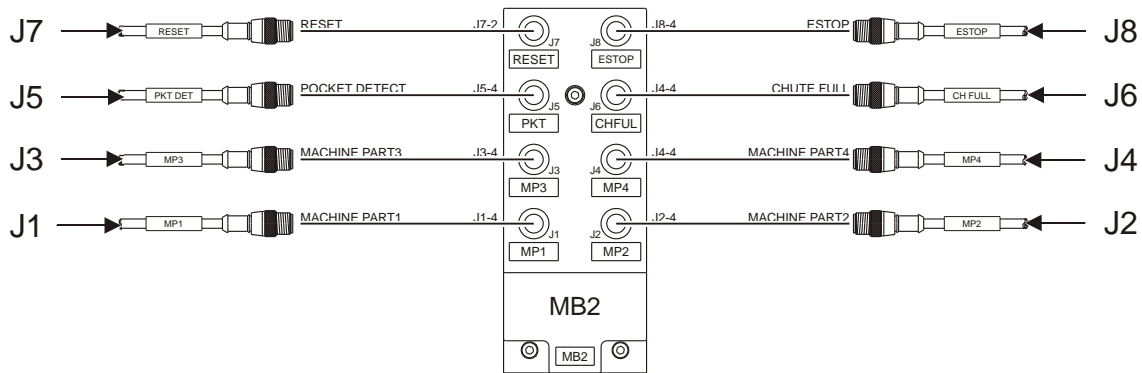 J7 RESET RESET J7-2 J7 RESET J8 ESTOP J8-4 ESTOP ESTOP J8
J5 PKT DET POCKET DETECT J5-4 J5 PKT J6 CHFUL J4-4 CHUTE FULL CH FULL J6
J3 MP3 MACHINE PART3 J3-4 J3 MP3 J4 MP4 J4-4 MACHINE PART4 MP4 J4
J1 MP1 MACHINE PART1 J1-4 J1 MP1 J2 MP2 J2-4 MACHINE PART2 MP2 J2
MB2
MB2